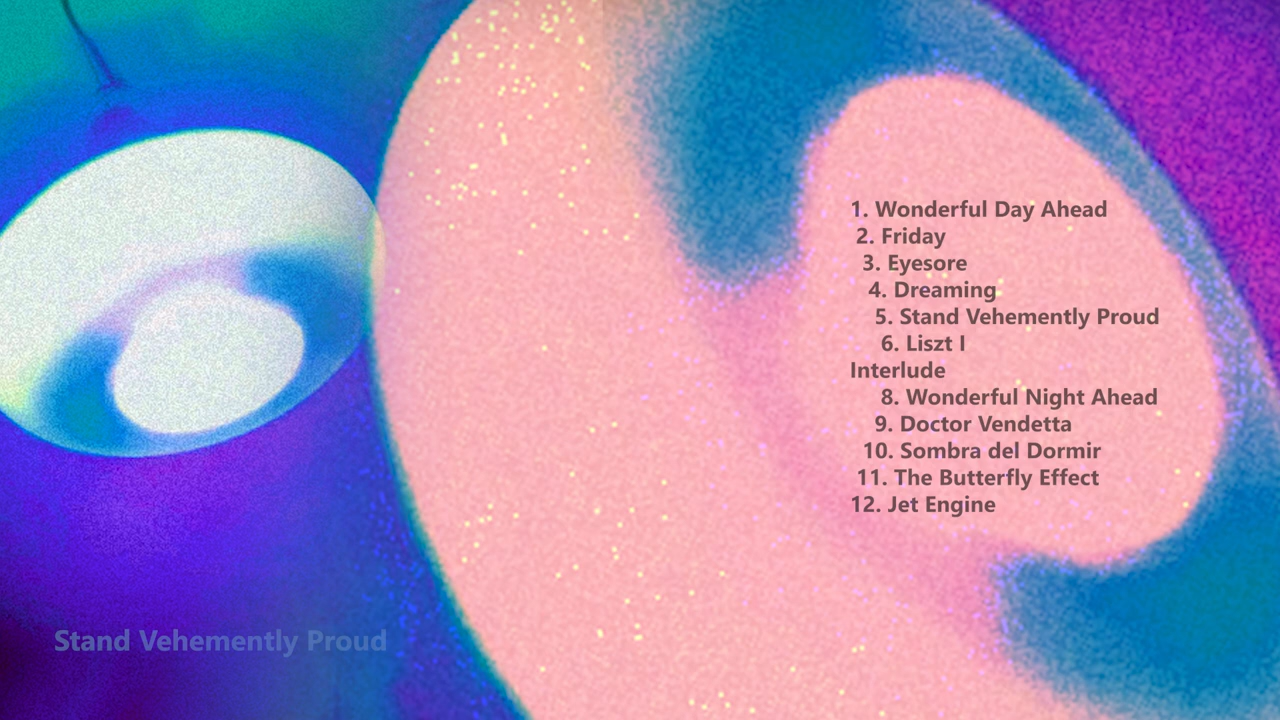 1. Wonderful Day Ahead
2. Friday
3. Eyesore
4. Dreaming
5. Stand Vehemently Proud
6. Liszt I
Interlude
8. Wonderful Night Ahead
9. Doctor Vendetta
10. Sombra del Dormir
11. The Butterfly Effect
12. Jet Engine
Stand Vehemently Proud